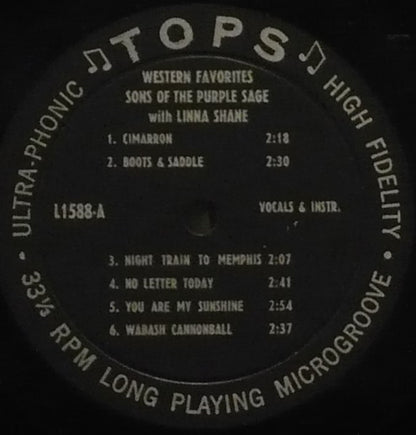 TOPS
ULTRA-PHONIC
HIGH FIDELITY
WESTERN FAVORITES
SONS OF THE PURPLE SAGE
with LINNA SHANE
1. CIMARRON 2:18
2. BOOTS & SADDLE 2:30
L1588-A VOCALS & INSTR.
3. NIGHT TRAIN TO MEMPHIS 2:07
4. NO LETTER TODAY 2:41
5. YOU ARE MY SUNSHINE 2:54
6. WABASH CANNONBALL 2:37
33⅓ RPM LONG PLAYING MICROGROOVE